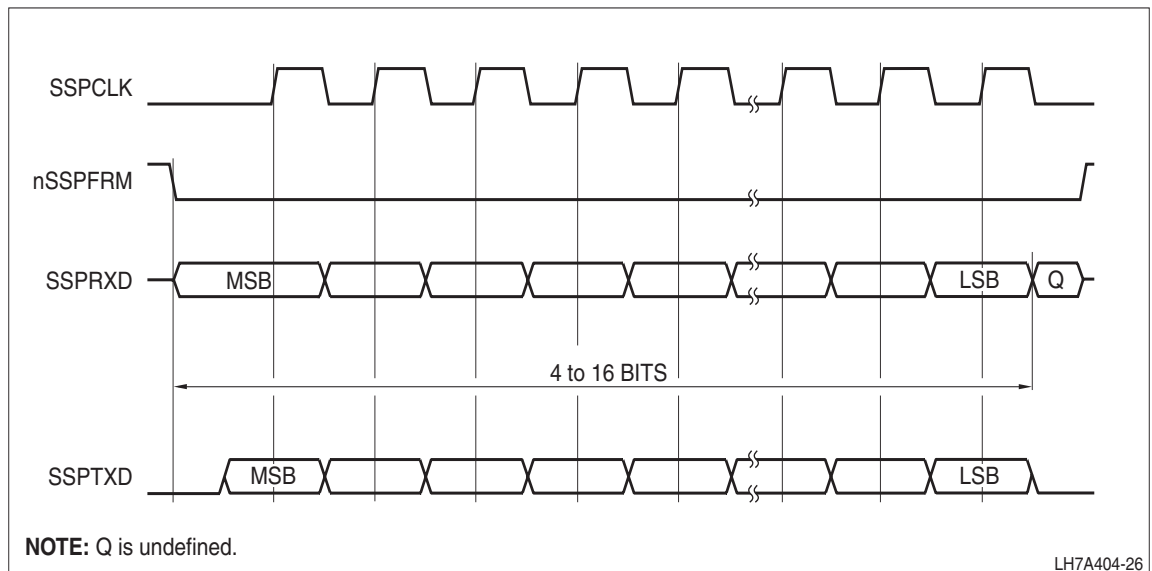 SSPCLK
nSSPFRM
SSPRXD
MSB
LSB
Q
4 to 16 BITS
SSPTXD
MSB
LSB
NOTE: Q is undefined.
LH7A404-26